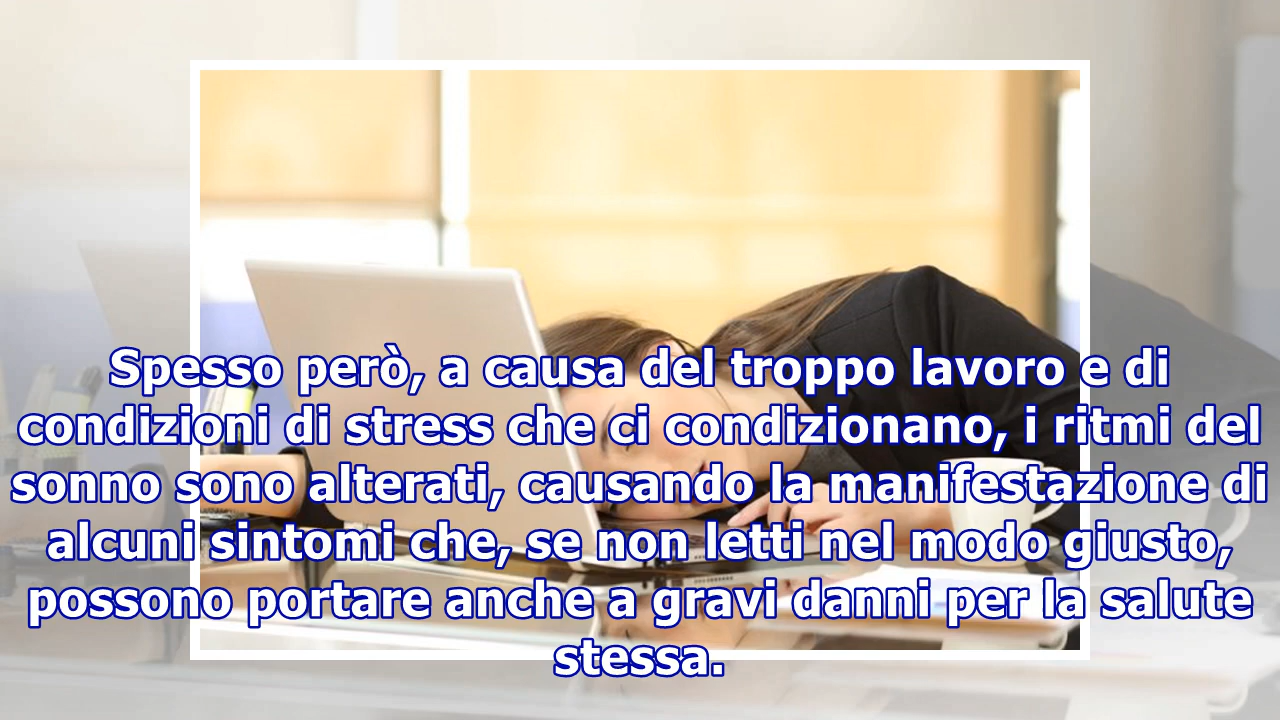 Spesso però, a causa del troppo lavoro e di
condizioni di stress che ci condizionano, i ritmi del
sonno sono alterati, causando la manifestazione di
alcuni sintomi che, se non letti nel modo giusto,
possono portare anche a gravi danni per la salute
stessa.